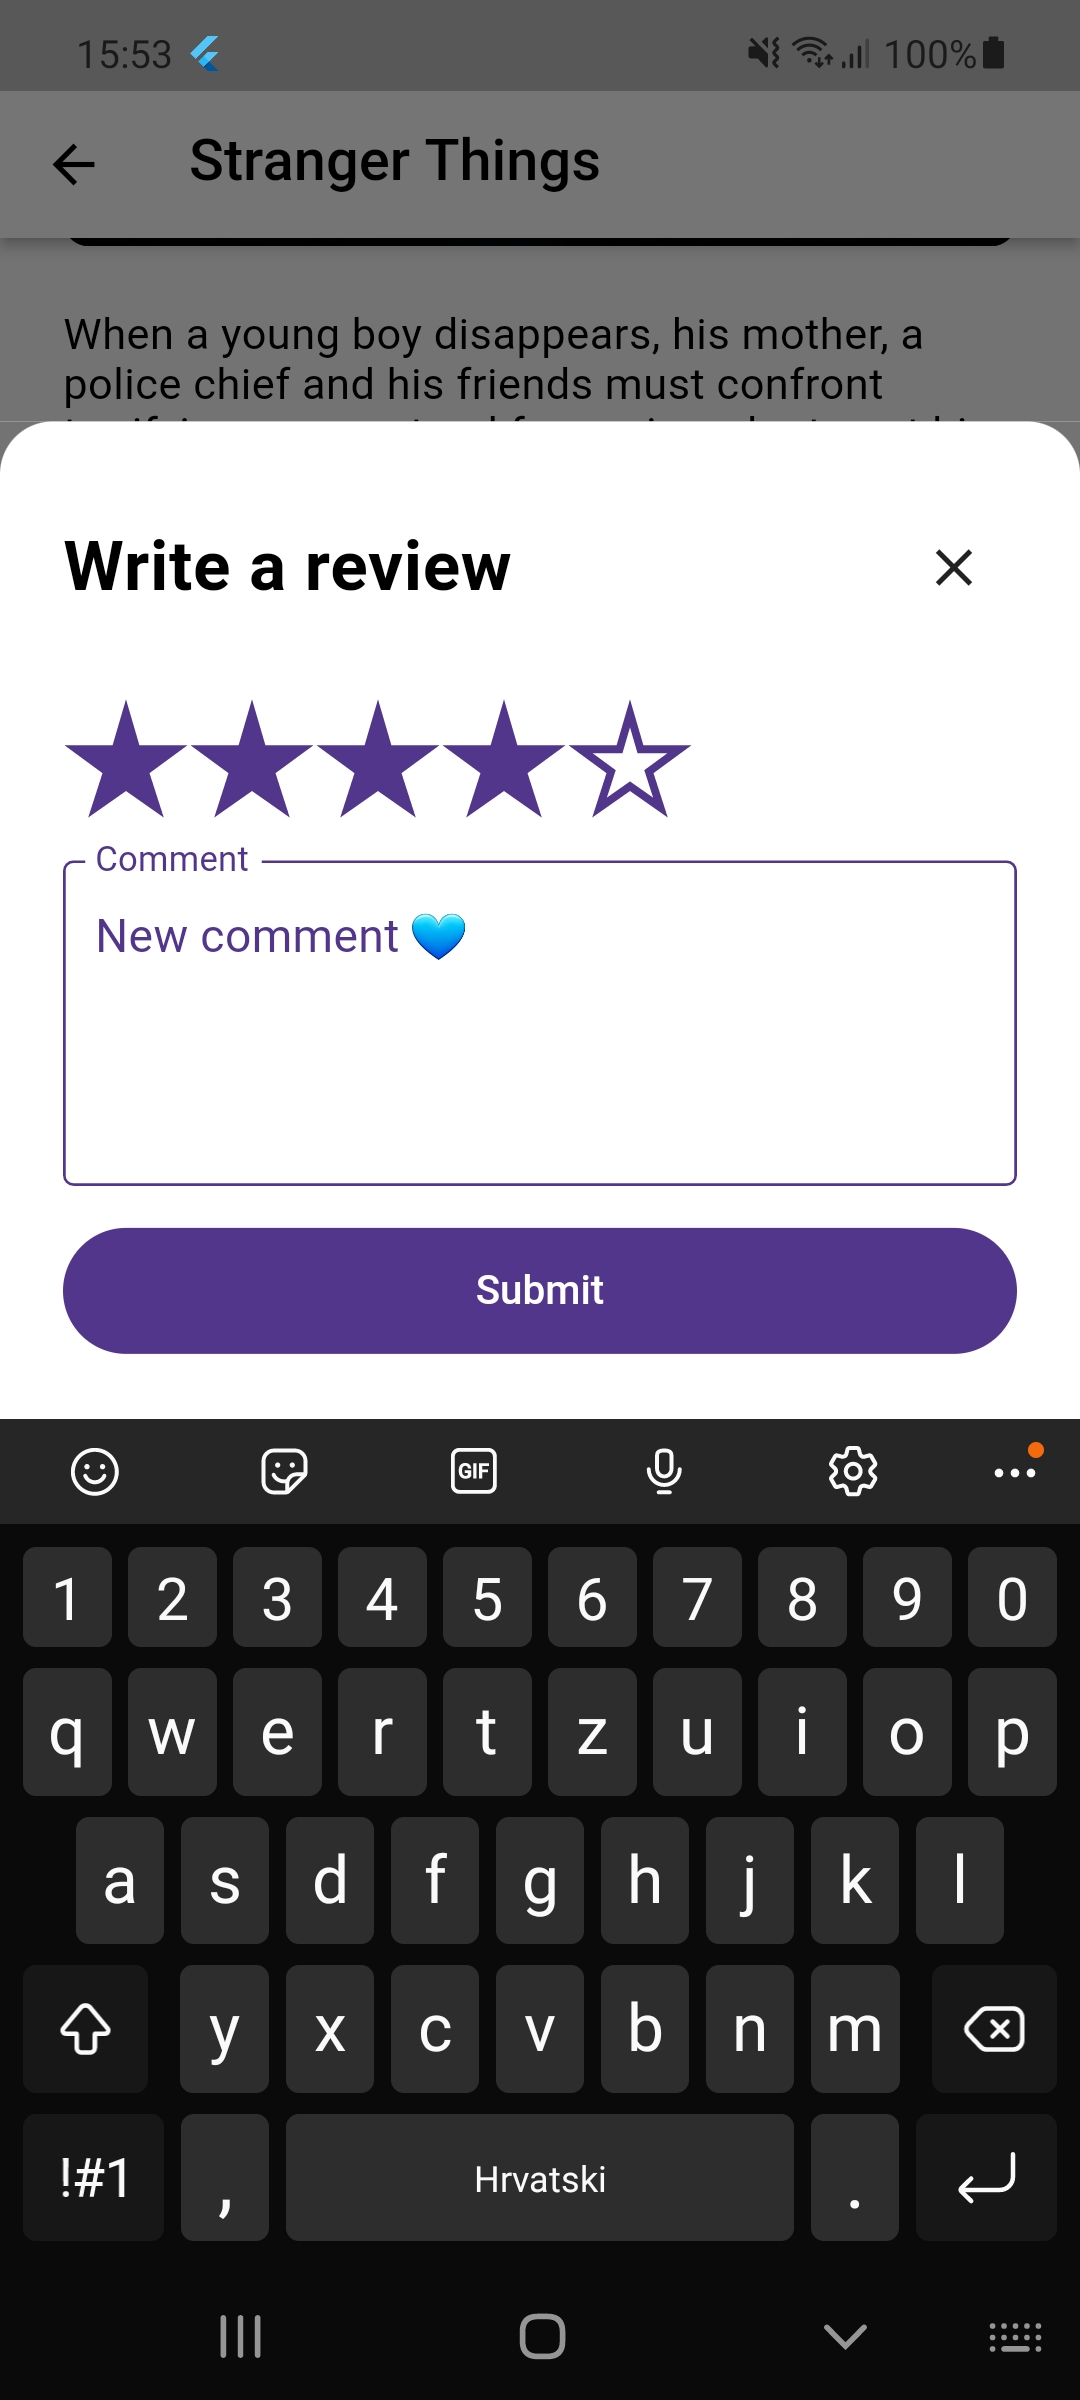 15:53 100%
Stranger Things
When a young boy disappears, his mother, a
police chief and his friends must confront
Write a review
Comment
New comment 💙
Submit
GIF
1 2 3 4 5 6 7 8 9 0
q w e r t z u i o p
a s d f g h j k l
y x c v b n m
!#1 , Hrvatski .